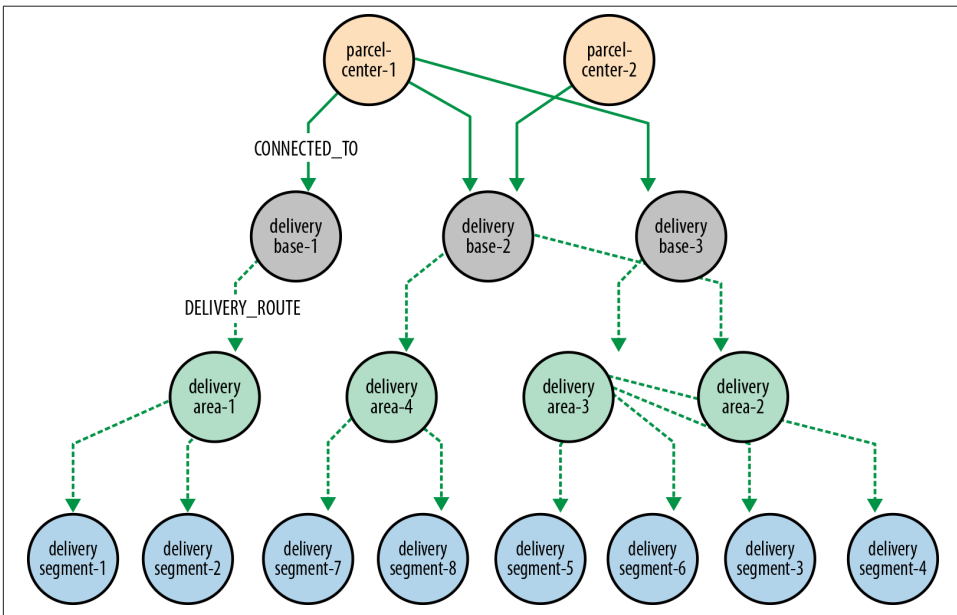 parcel-
center-1
parcel-
center-2
CONNECTED_TO
delivery
base-1
delivery
base-2
delivery
base-3
DELIVERY_ROUTE
delivery
area-1
delivery
area-4
delivery
area-3
delivery
area-2
delivery
segment-1
delivery
segment-2
delivery
segment-7
delivery
segment-8
delivery
segment-5
delivery
segment-6
delivery
segment-3
delivery
segment-4